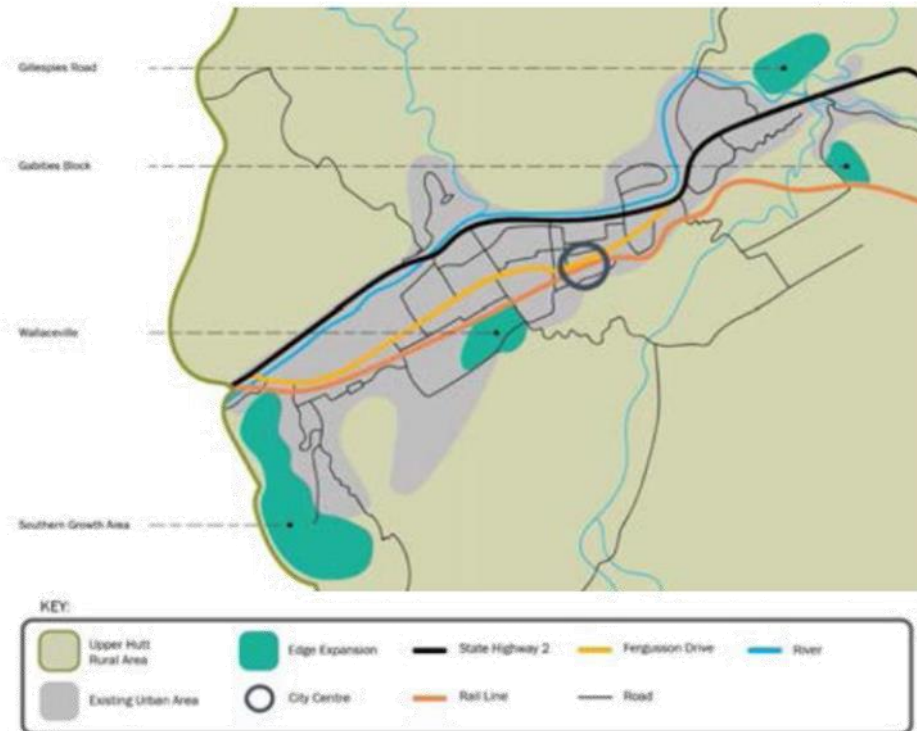 Gillespies Road
Gabities Block
Wallaceville
Southern Growth Area
KEY:
Upper Hutt
Rural Area
Edge Expansion
State Highway 2
Fergusson Drive
River
Existing Urban Area
City Centre
Rail Line
Road